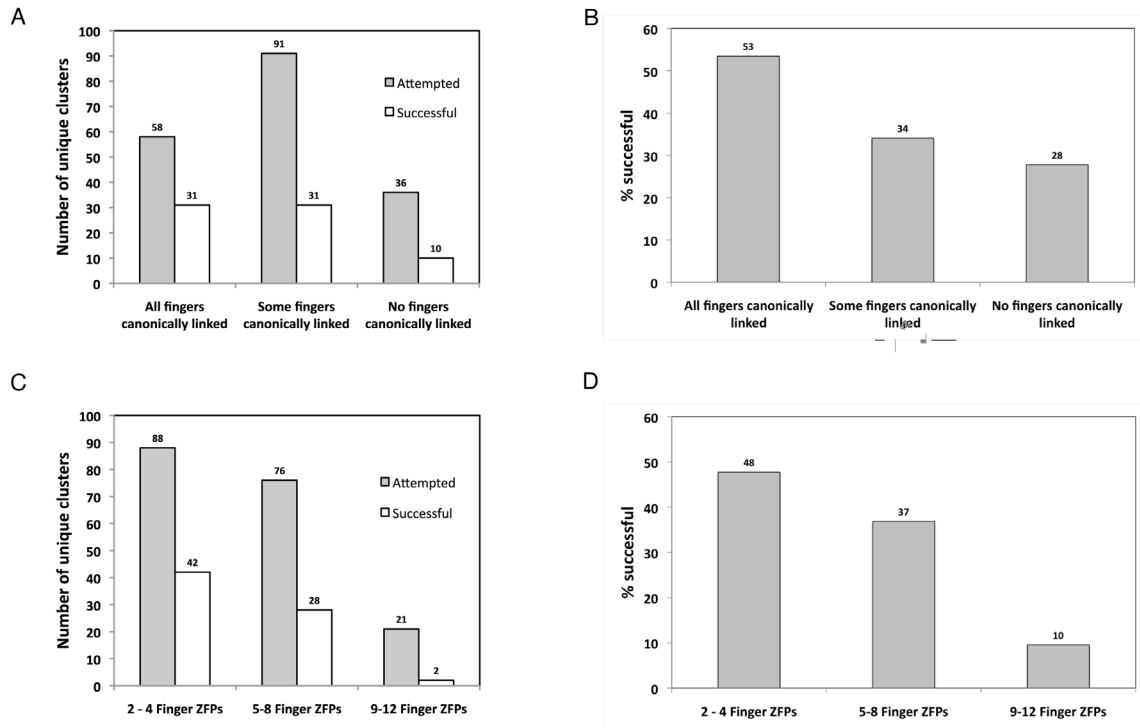 A
Number of unique clusters
100
90
80
70
60
50
40
30
20
10
0
58
31
91
31
36
10
Attempted
Successful
All fingers
canonically linked
Some fingers
canonically linked
No fingers
canonically linked
B
% successful
60
50
40
30
20
10
0
53
34
28
All fingers canonically
linked
Some fingers canonically
linked
No fingers canonically
linked
C
Number of unique clusters
100
90
80
70
60
50
40
30
20
10
0
88
42
76
28
21
2
Attempted
Successful
2 - 4 Finger ZFPs
5-8 Finger ZFPs
9-12 Finger ZFPs
D
% successful
60
50
40
30
20
10
0
48
37
10
2 - 4 Finger ZFPs
5-8 Finger ZFPs
9-12 Finger ZFPs